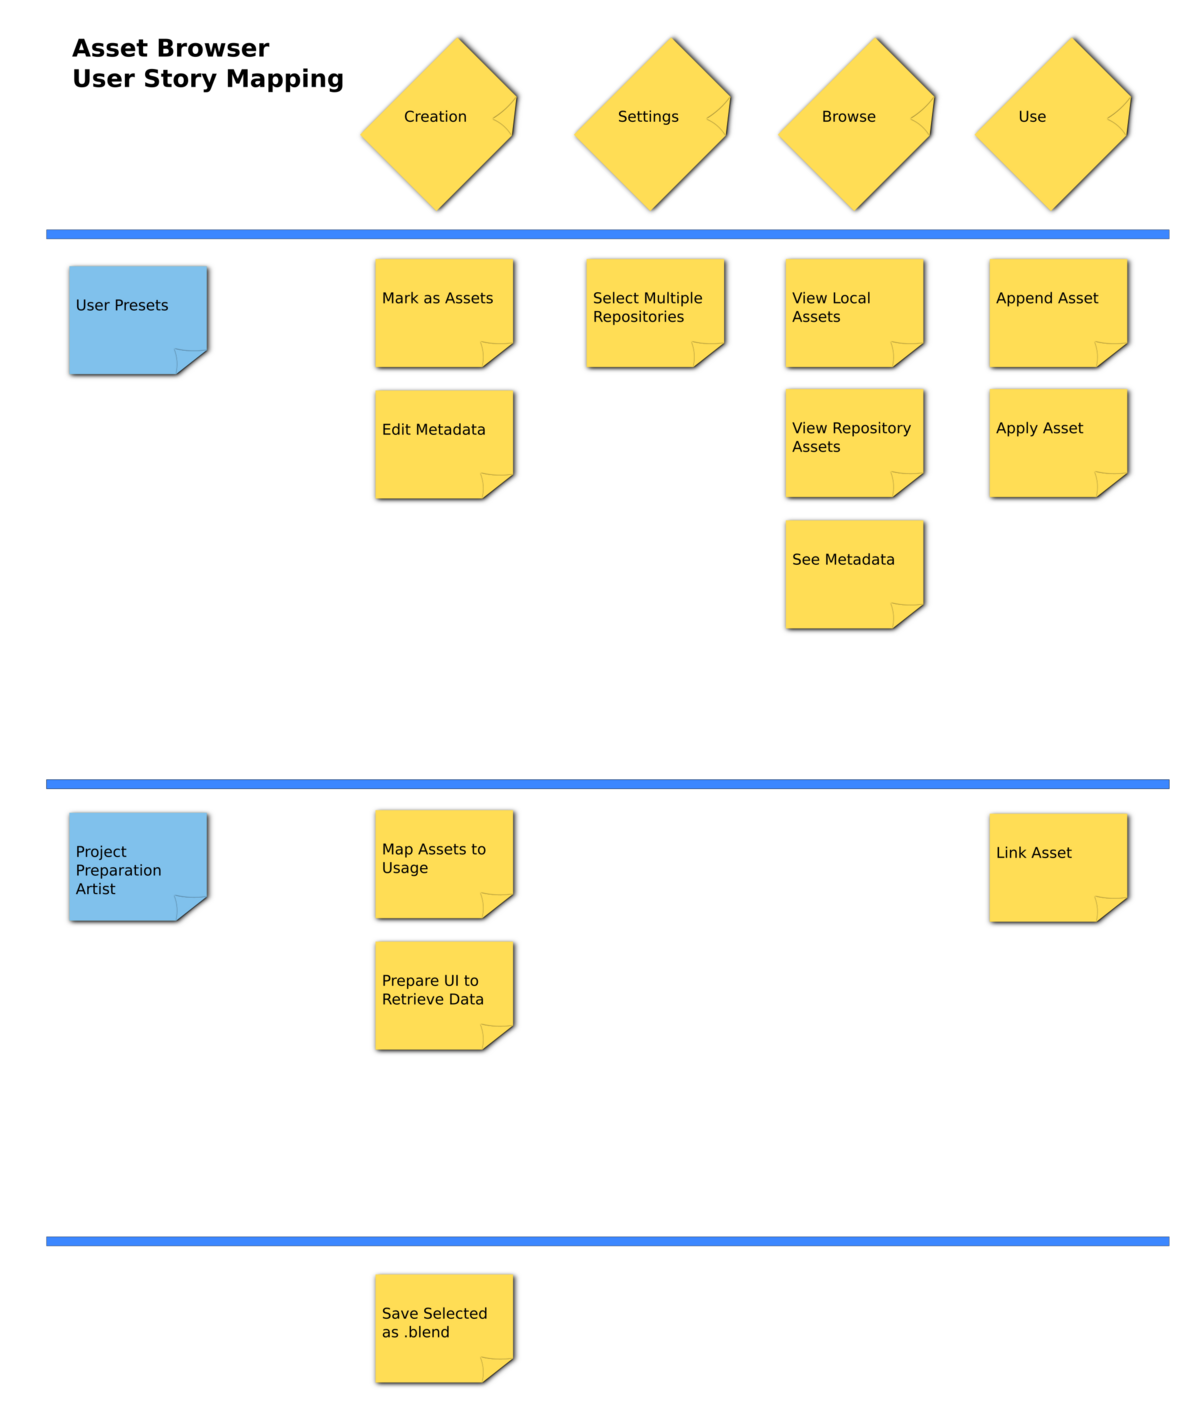 Asset Browser
User Story Mapping
Creation
Settings
Browse
Use
User Presets
Mark as Assets
Select Multiple
Repositories
View Local
Assets
Append Asset
Edit Metadata
View Repository
Assets
Apply Asset
See Metadata
Project
Preparation
Artist
Map Assets to
Usage
Link Asset
Prepare UI to
Retrieve Data
Save Selected
as .blend